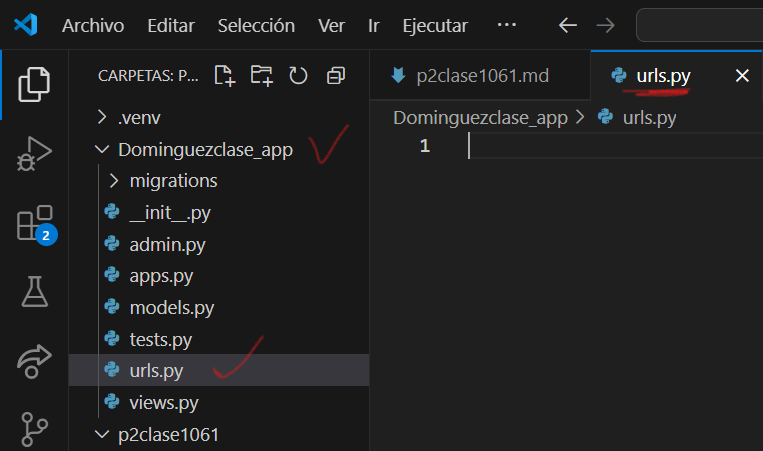 Archivo Editar Selección Ver Ir Ejecutar ···
CARPETAS: P...
p2clase1061.md
urls.py
.venv
Dominguezclase_app > urls.py
Dominguezclase_app
1
migrations
__init__.py
admin.py
2
apps.py
models.py
tests.py
urls.py
views.py
p2clase1061